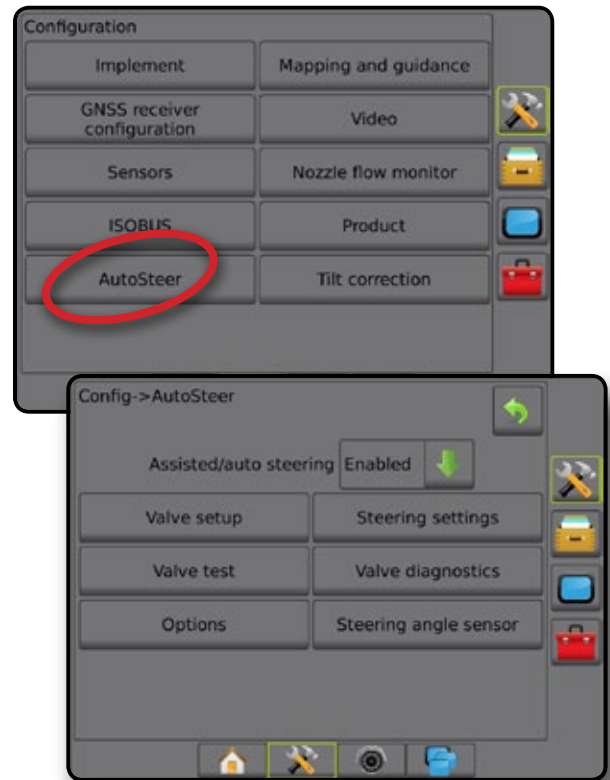 Configuration
Implement
Mapping and guidance
GNSS receiver
configuration
Video
Sensors
Nozzle flow monitor
ISOBUS
Product
AutoSteer
Tilt correction
Config->AutoSteer
Assisted/auto steering Enabled
Valve setup
Steering settings
Valve test
Valve diagnostics
Options
Steering angle sensor